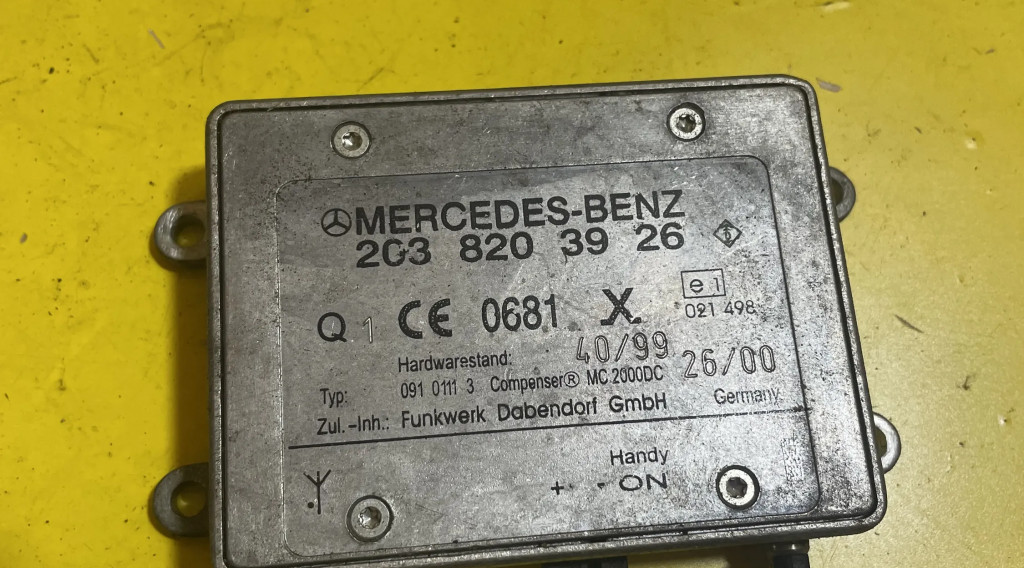 MERCEDES-BENZ
203 820 39 26
Q 1 CE 0681 X e1
021 498
Hardwarestand: 40/99 26/00
Typ: 091 0111 3 Compenser® MC 2000DC
Zul.-Inh.: Funkwerk Dabendorf GmbH Germany
Handy
+ - ON